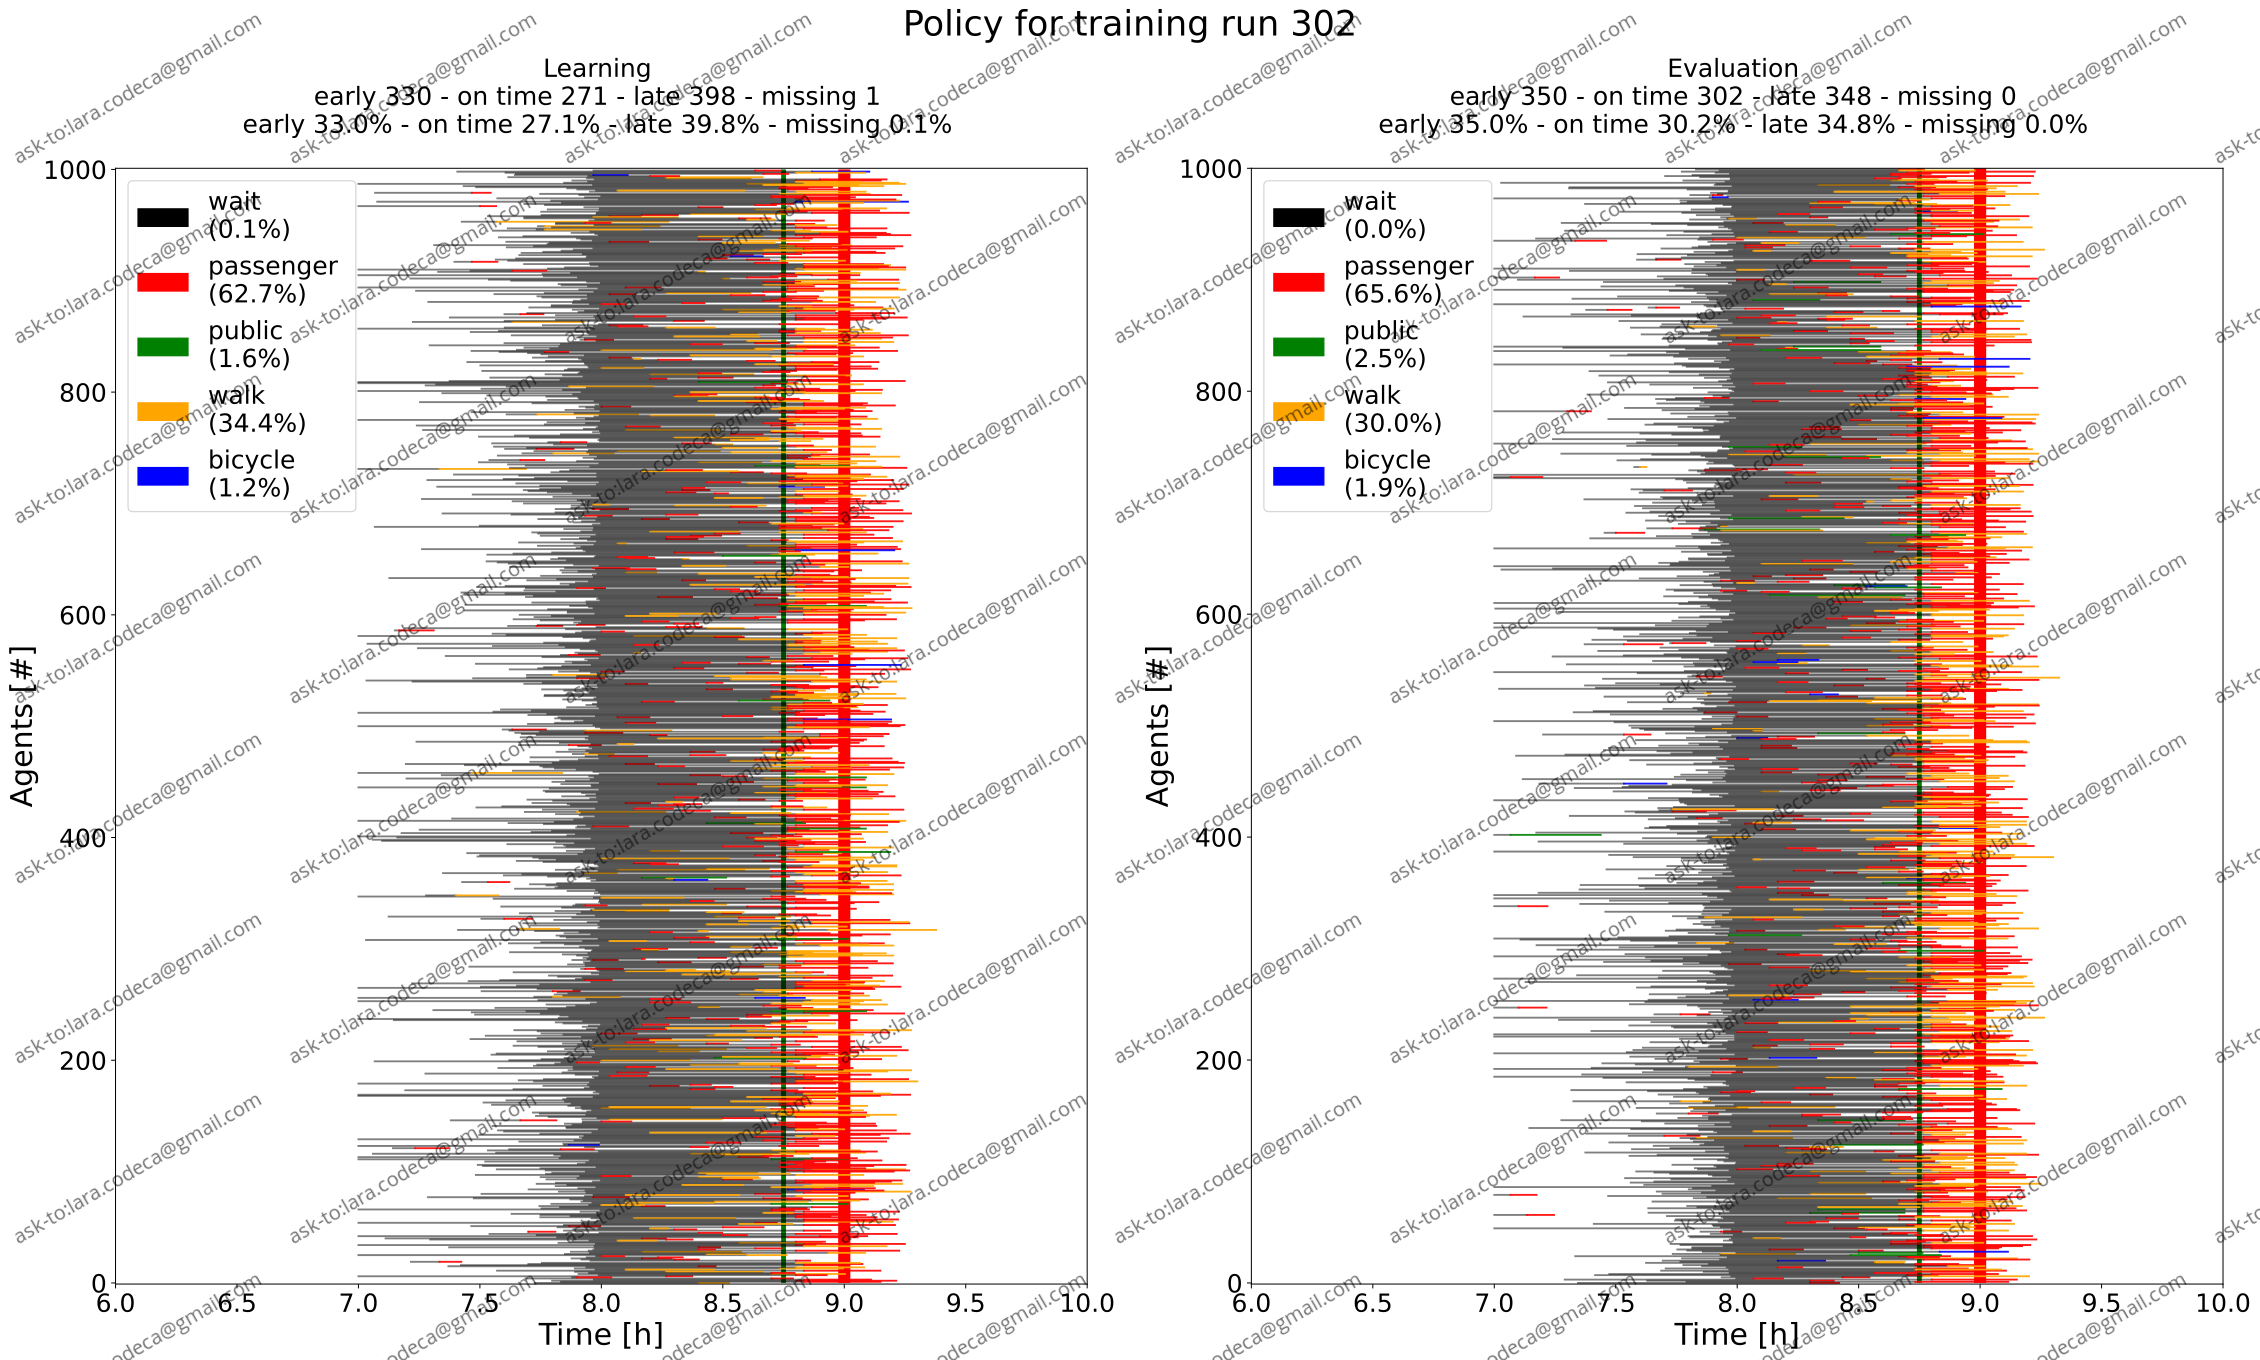 Policy for training run 302
Learning
early 330 - on time 271 - late 398 - missing 1
early 33.0% - on time 27.1% - late 39.8% - missing 0.1%
1000
800
600
400
200
0
Agents [#]
wait
(0.1%)
passenger
(62.7%)
public
(1.6%)
walk
(34.4%)
bicycle
(1.2%)
6.0 6.5 7.0 7.5 8.0 8.5 9.0 9.5 10.0
Time [h]
Evaluation
early 350 - on time 302 - late 348 - missing 0
early 35.0% - on time 30.2% - late 34.8% - missing 0.0%
1000
800
600
400
200
0
Agents [#]
wait
(0.0%)
passenger
(65.6%)
public
(2.5%)
walk
(30.0%)
bicycle
(1.9%)
6.0 6.5 7.0 7.5 8.0 8.5 9.0 9.5 10.0
Time [h]
ask-to:lara.codeca@gmail.com